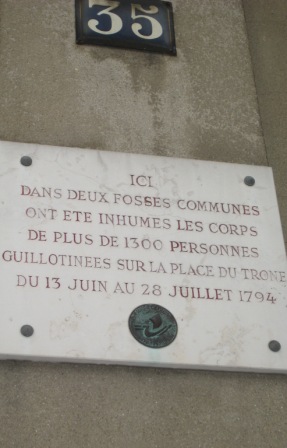 35
ICI
DANS DEUX FOSSES COMMUNES
ONT ETE INHUMES LES CORPS
DE PLUS DE 1300 PERSONNES
GUILLOTINEES SUR LA PLACE DU TRONE
DU 13 JUIN AU 28 JUILLET 1794